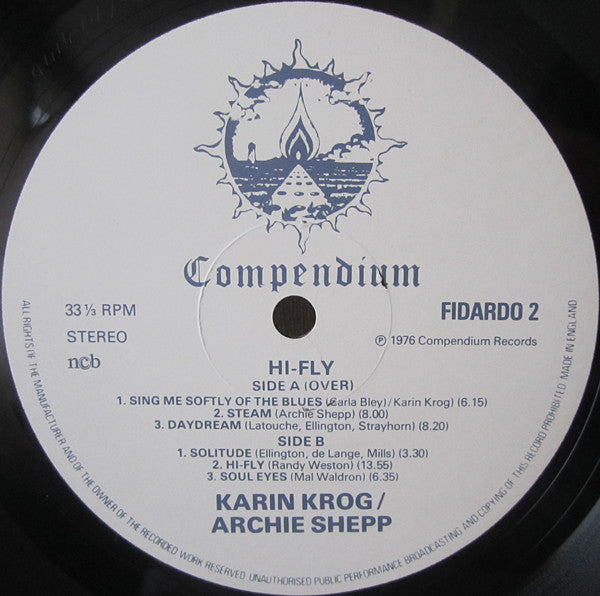 Compendium
33 ⅓ RPM
STEREO
ncb
FIDARDO 2
℗ 1976 Compendium Records
HI-FLY
SIDE A (OVER)
1. SING ME SOFTLY OF THE BLUES (Carla Bley)/Karin Krog) (6.15)
2. STEAM (Archie Shepp) (8.00)
3. DAYDREAM (Latouche, Ellington, Strayhorn) (8.20)
SIDE B
1. SOLITUDE (Ellington, de Lange, Mills) (3.30)
2. HI-FLY (Randy Weston) (13.55)
3. SOUL EYES (Mal Waldron) (6.35)
KARIN KROG/
ARCHIE SHEPP
ALL RIGHTS OF THE MANUFACTURER AND OF THE OWNER OF THE RECORDED WORK RESERVED. UNAUTHORISED PUBLIC PERFORMANCE BROADCASTING AND COPYING OF THIS RECORD PROHIBITED. MADE IN ENGLAND